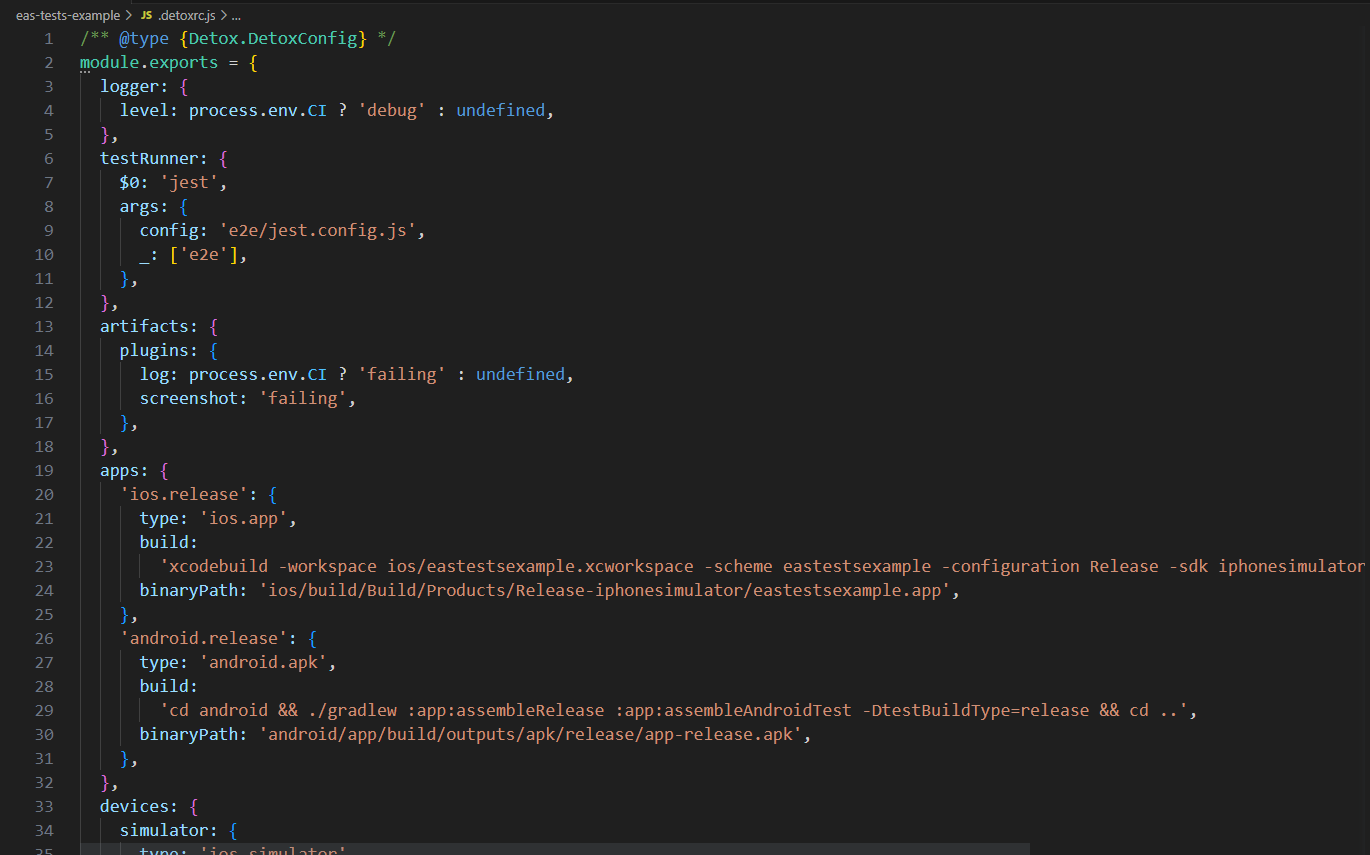 eas-tests-example > JS .detoxrc.js > ...
1 /** @type {Detox.DetoxConfig} */
2 module.exports = {
3   logger: {
4     level: process.env.CI ? 'debug' : undefined,
5   },
6   testRunner: {
7     $0: 'jest',
8     args: {
9       config: 'e2e/jest.config.js',
10       _: ['e2e'],
11     },
12   },
13   artifacts: {
14     plugins: {
15       log: process.env.CI ? 'failing' : undefined,
16       screenshot: 'failing',
17     },
18   },
19   apps: {
20     'ios.release': {
21       type: 'ios.app',
22       build:
23         'xcodebuild -workspace ios/eastestsexample.xcworkspace -scheme eastestsexample -configuration Release -sdk iphonesimulator
24       binaryPath: 'ios/build/Build/Products/Release-iphonesimulator/eastestsexample.app',
25     },
26     'android.release': {
27       type: 'android.apk',
28       build:
29         'cd android && ./gradlew :app:assembleRelease :app:assembleAndroidTest -DtestBuildType=release && cd ..',
30       binaryPath: 'android/app/build/outputs/apk/release/app-release.apk',
31     },
32   },
33   devices: {
34     simulator: {
35       type: 'ios.simulator'